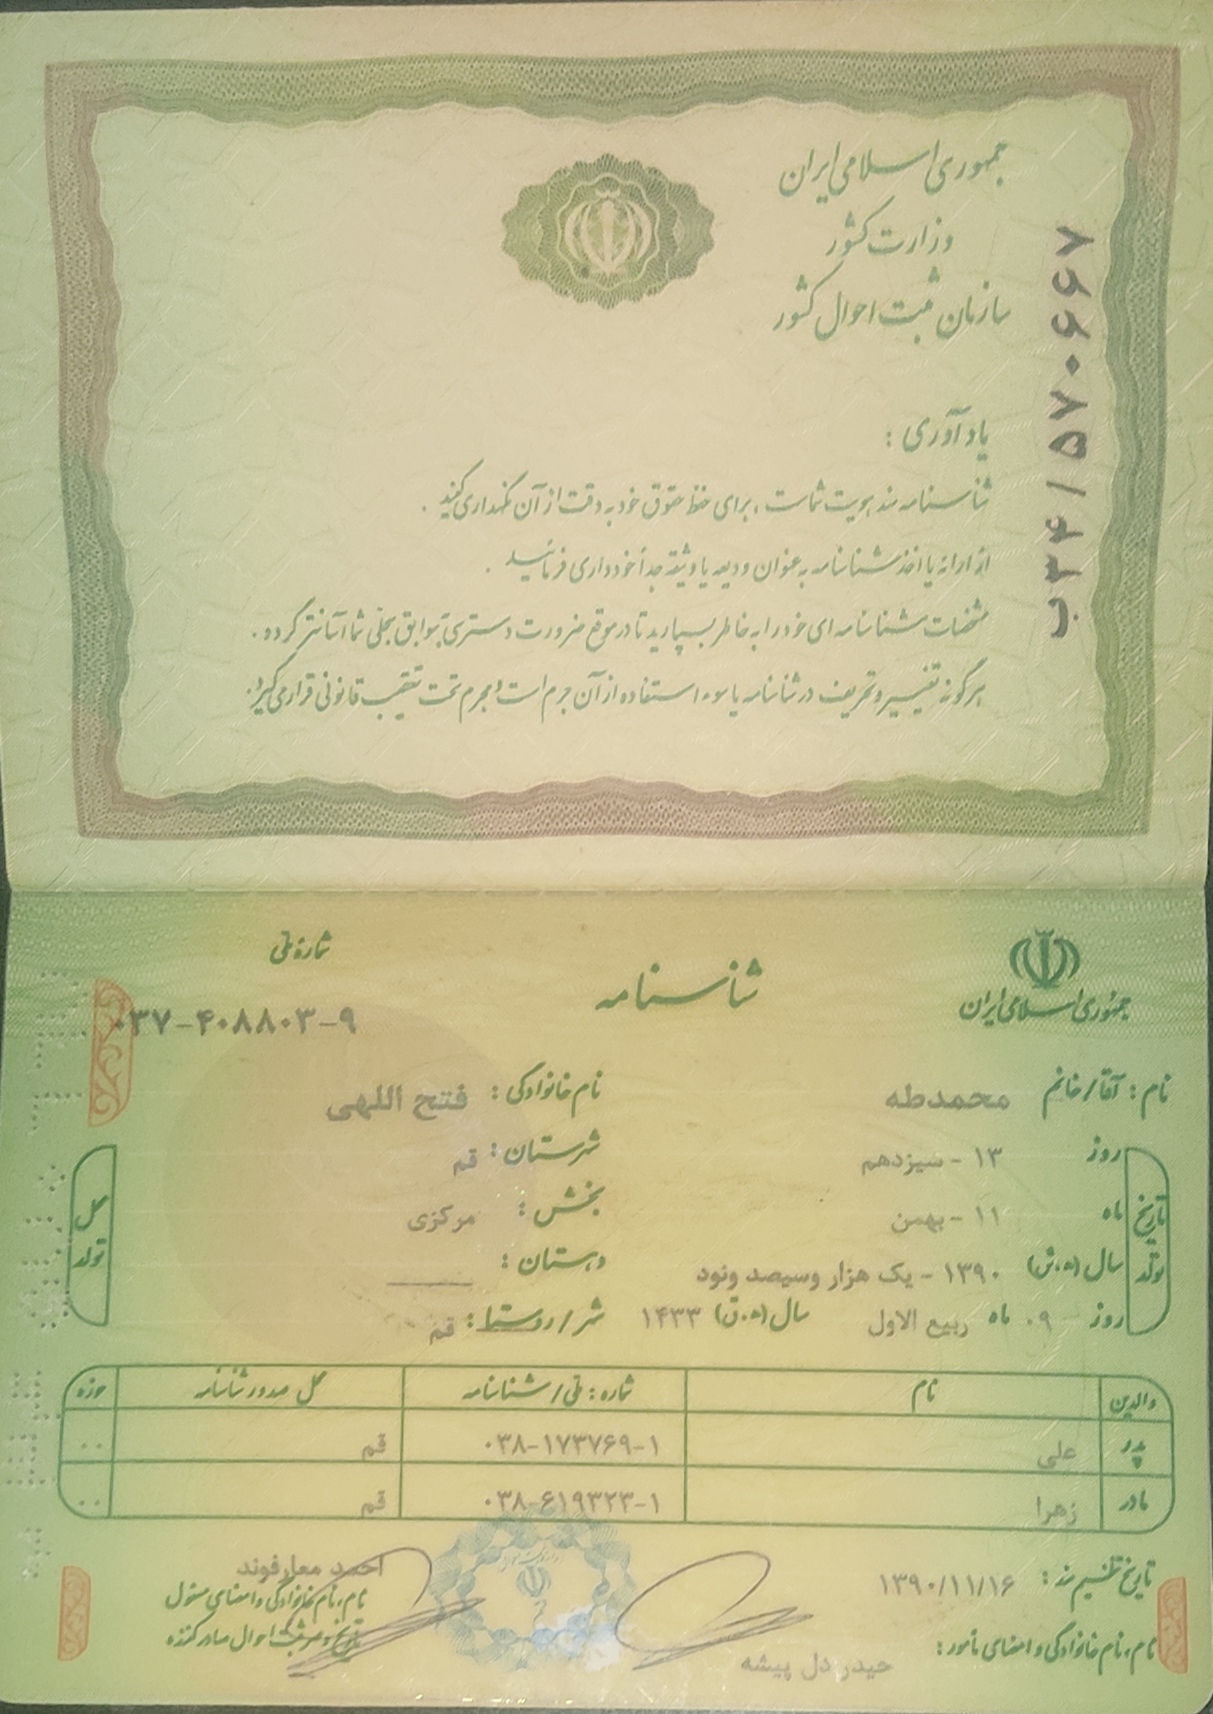 جمهوری اسلامی ایران
وزارت کشور
سازمان ثبت احوال کشور
ب۳۴/۵۷۰۶۶۷
یادآوری :
شناسنامه سند هویت شماست ، برای حفظ حقوق خود به دقت از آن نگهداری کنید .
از ارائه یا اخذ شناسنامه به عنوان ودیعه یا وثیقه جداً خودداری فرمائید .
مشخصات شناسنامه ای خود را به خاطر بسپارید تا در موقع ضرورت دسترسی به سوابق سجلی شما آسانتر گردد .
هرگونه تغییر و تحریف در شناسنامه یا سوء استفاده از آن جرم است و مجرم تحت تعقیب قانونی قرار می گیرد .
جمهوری اسلامی ایران
شناسنامه
شماره ملی
۰۳۷-۴۰۸۸۰۳-۹
نام : آقا/خانم محمدطه نام خانوادگی : فتح اللهی
تاریخ تولد
روز ۱۳ - سیزدهم
ماه ۱۱ - بهمن
سال (ه.ش) ۱۳۹۰ - یک هزار وسیصد ونود
روز ۰۹ ماه ربیع الاول سال (ه.ق) ۱۴۳۳
محل تولد
شهرستان : قم
بخش : مرکزی
دهستان :
شهر/روستا : قم
والدین نام شماره : ملی/شناسنامه محل صدور شناسنامه حوزه
پدر علی ۰۳۸-۱۷۳۷۶۹-۱ قم ۰۰
مادر زهرا ۰۳۸-۶۱۹۳۲۳-۱ قم ۰۰
تاریخ تنظیم سند : ۱۳۹۰/۱۱/۱۶
نام، نام خانوادگی و امضای مأمور :
حیدر دل پیشه
احمد معارفوند
نام، نام خانوادگی و امضای مسئول
تاریخ و مهر ثبت احوال صادر کننده